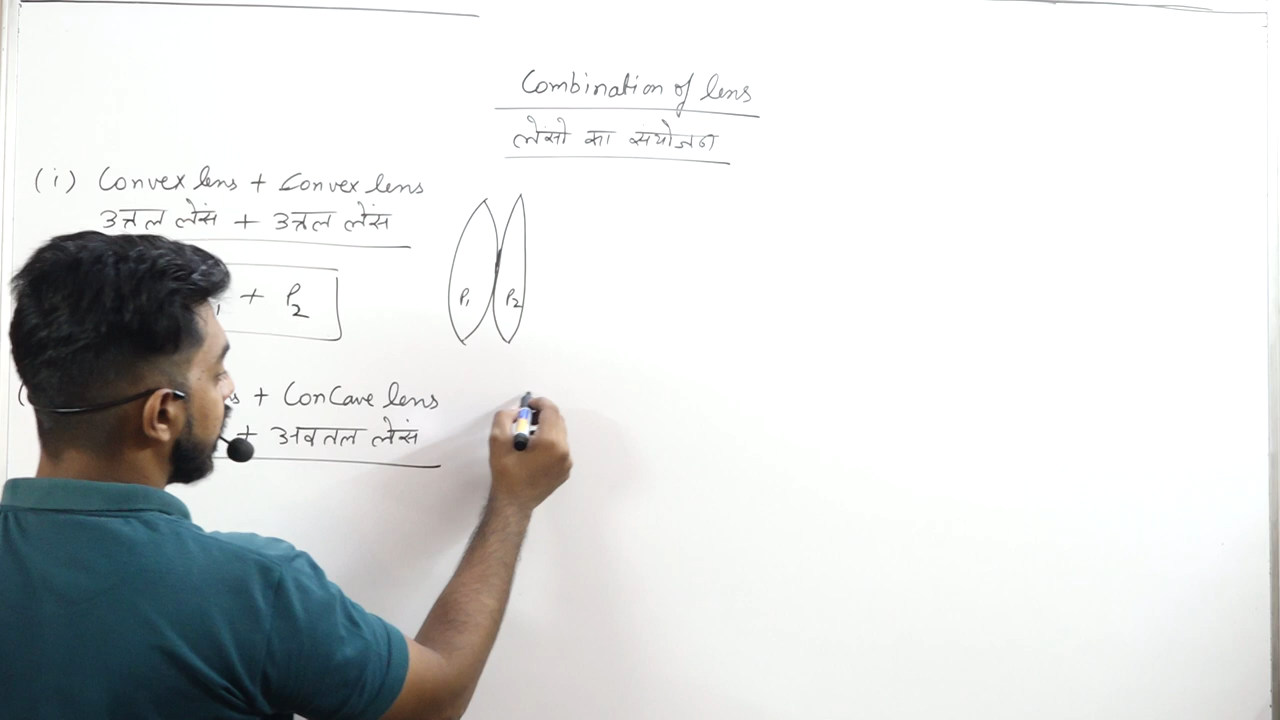 Combination of lens
लेंसो का संयोजन
(i) Convex lens + Convex lens
उत्तल लेंस + उत्तल लेंस
+ P2
P1 P2
+ ConCave lens
+ अवतल लेंस